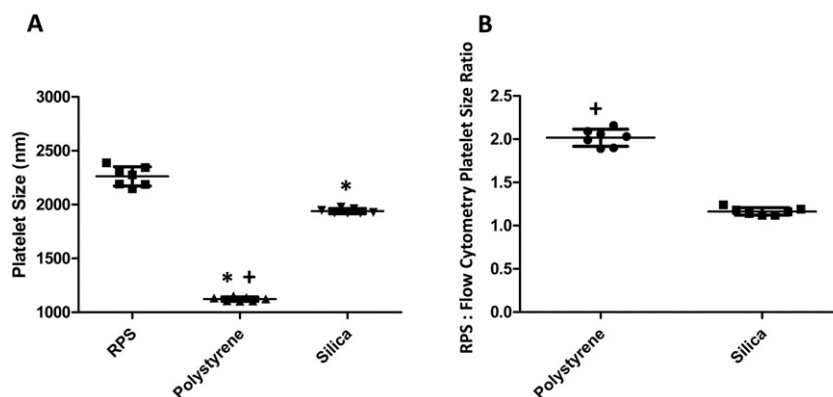 A
Platelet Size (nm)
3000
2500
2000
1500
1000
* +
*
RPS
Polystyrene
Silica
B
RPS : Flow Cytometry Platelet Size Ratio
2.5
2.0
1.5
1.0
0.5
0.0
+
Polystyrene
Silica